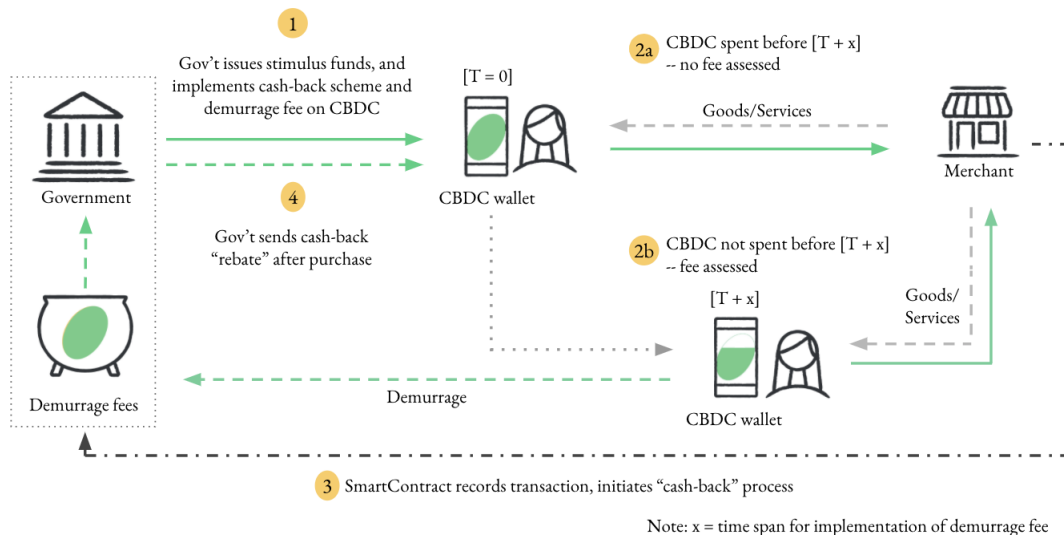 1
Gov’t issues stimulus funds, and
implements cash-back scheme and
demurrage fee on CBDC
[T = 0]
2a
CBDC spent before [T + x]
-- no fee assessed
Goods/Services
Government
CBDC wallet
Merchant
4
Gov’t sends cash-back
“rebate” after purchase
2b
CBDC not spent before [T + x]
-- fee assessed
[T + x]
Goods/
Services
Demurrage fees
Demurrage
CBDC wallet
3
SmartContract records transaction, initiates “cash-back” process
Note: x = time span for implementation of demurrage fee